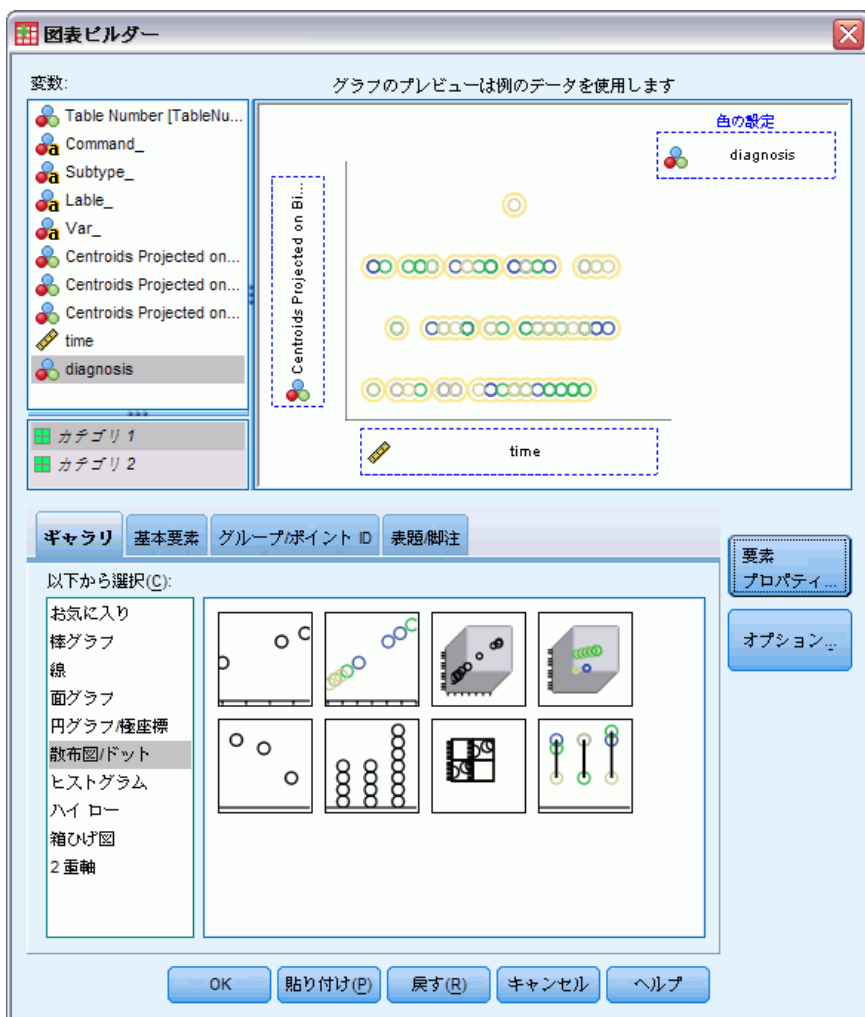 図表ビルダー
変数:
グラフのプレビューは例のデータを使用します
Table Number [TableNu...
Command_
Subtype_
Lable_
Var_
Centroids Projected on...
Centroids Projected on...
Centroids Projected on...
time
diagnosis
カテゴリ 1
カテゴリ 2
色の設定
diagnosis
Centroids Projected on Bi...
time
ギャラリ
基本要素
グループ/ポイント ID
表題/脚注
以下から選択(C):
お気に入り
棒グラフ
線
面グラフ
円グラフ/極座標
散布図/ドット
ヒストグラム
ハイ ロー
箱ひげ図
2 重軸
要素
プロパティ...
オプション...
OK
貼り付け(P)
戻す(R)
キャンセル
ヘルプ